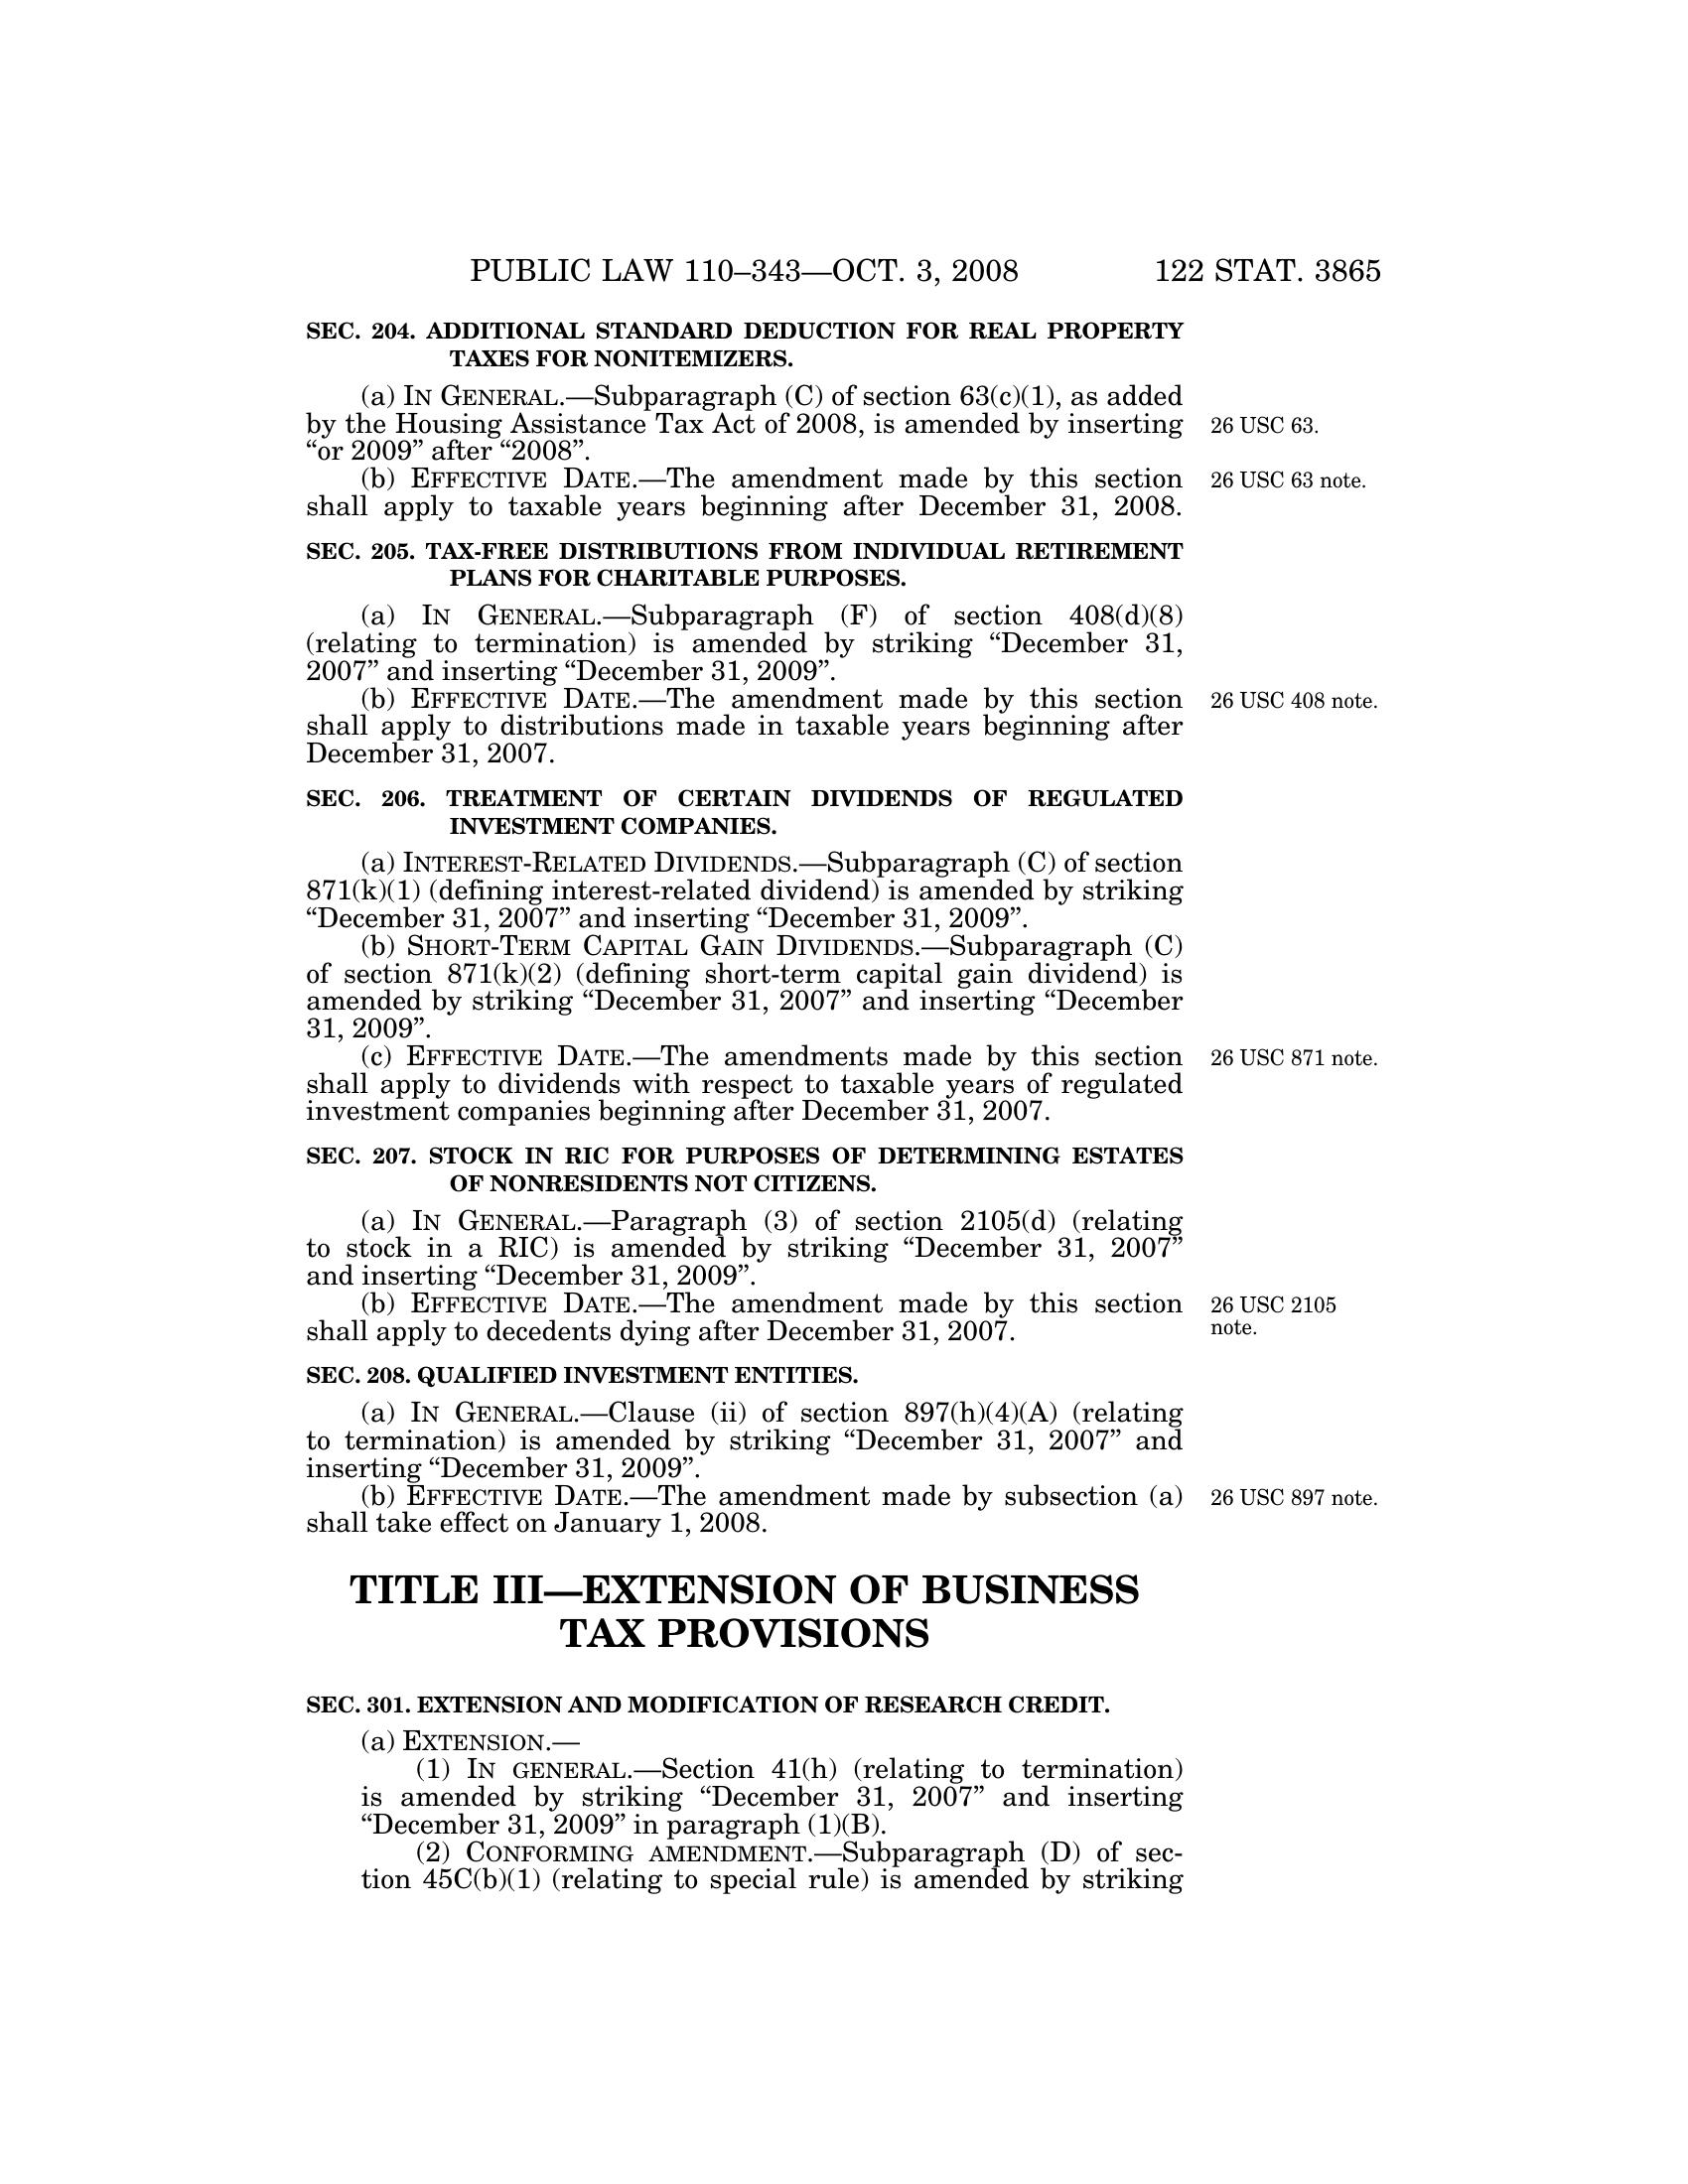 PUBLIC LAW 110–343—OCT. 3, 2008 122 STAT. 3865
SEC. 204. ADDITIONAL STANDARD DEDUCTION FOR REAL PROPERTY
TAXES FOR NONITEMIZERS.
(a) IN GENERAL.—Subparagraph (C) of section 63(c)(1), as added
by the Housing Assistance Tax Act of 2008, is amended by inserting
“or 2009” after “2008”.
26 USC 63.
(b) EFFECTIVE DATE.—The amendment made by this section
shall apply to taxable years beginning after December 31, 2008.
26 USC 63 note.
SEC. 205. TAX-FREE DISTRIBUTIONS FROM INDIVIDUAL RETIREMENT
PLANS FOR CHARITABLE PURPOSES.
(a) IN GENERAL.—Subparagraph (F) of section 408(d)(8)
(relating to termination) is amended by striking “December 31,
2007” and inserting “December 31, 2009”.
(b) EFFECTIVE DATE.—The amendment made by this section
shall apply to distributions made in taxable years beginning after
December 31, 2007.
26 USC 408 note.
SEC. 206. TREATMENT OF CERTAIN DIVIDENDS OF REGULATED
INVESTMENT COMPANIES.
(a) INTEREST-RELATED DIVIDENDS.—Subparagraph (C) of section
871(k)(1) (defining interest-related dividend) is amended by striking
“December 31, 2007” and inserting “December 31, 2009”.
(b) SHORT-TERM CAPITAL GAIN DIVIDENDS.—Subparagraph (C)
of section 871(k)(2) (defining short-term capital gain dividend) is
amended by striking “December 31, 2007” and inserting “December
31, 2009”.
(c) EFFECTIVE DATE.—The amendments made by this section
shall apply to dividends with respect to taxable years of regulated
investment companies beginning after December 31, 2007.
26 USC 871 note.
SEC. 207. STOCK IN RIC FOR PURPOSES OF DETERMINING ESTATES
OF NONRESIDENTS NOT CITIZENS.
(a) IN GENERAL.—Paragraph (3) of section 2105(d) (relating
to stock in a RIC) is amended by striking “December 31, 2007”
and inserting “December 31, 2009”.
(b) EFFECTIVE DATE.—The amendment made by this section
shall apply to decedents dying after December 31, 2007.
26 USC 2105
note.
SEC. 208. QUALIFIED INVESTMENT ENTITIES.
(a) IN GENERAL.—Clause (ii) of section 897(h)(4)(A) (relating
to termination) is amended by striking “December 31, 2007” and
inserting “December 31, 2009”.
(b) EFFECTIVE DATE.—The amendment made by subsection (a)
shall take effect on January 1, 2008.
26 USC 897 note.
TITLE III—EXTENSION OF BUSINESS
TAX PROVISIONS
SEC. 301. EXTENSION AND MODIFICATION OF RESEARCH CREDIT.
(a) EXTENSION.—
(1) IN GENERAL.—Section 41(h) (relating to termination)
is amended by striking “December 31, 2007” and inserting
“December 31, 2009” in paragraph (1)(B).
(2) CONFORMING AMENDMENT.—Subparagraph (D) of sec-
tion 45C(b)(1) (relating to special rule) is amended by striking